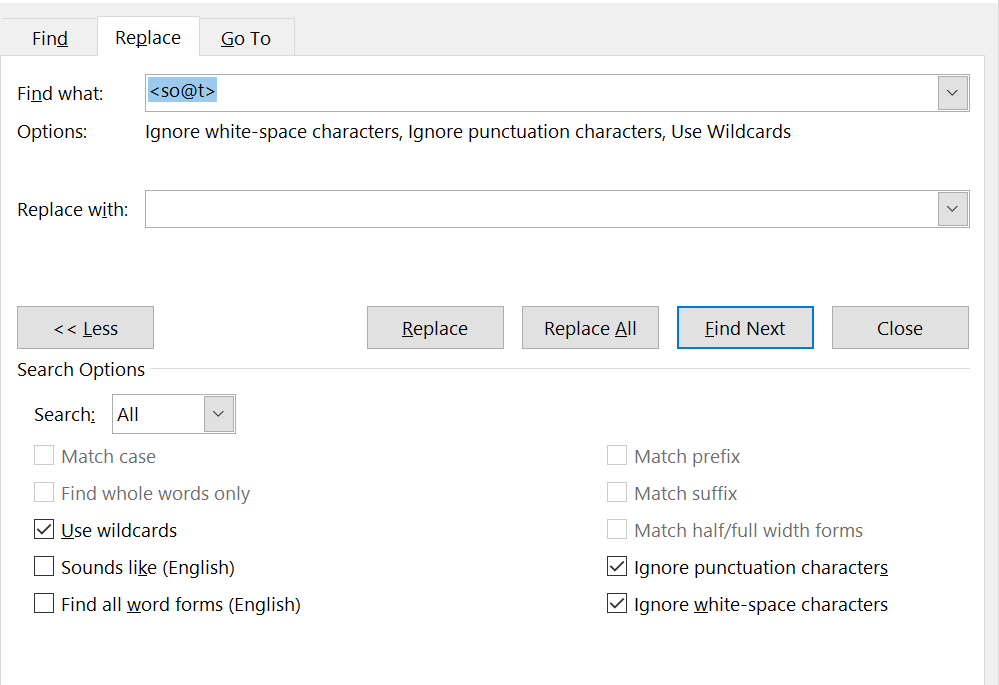 Find Replace Go To
Find what: <so@t>
Options: Ignore white-space characters, Ignore punctuation characters, Use Wildcards
Replace with:
<< Less Replace Replace All Find Next Close
Search Options
Search: All
Match case Match prefix
Find whole words only Match suffix
Use wildcards Match half/full width forms
Sounds like (English) Ignore punctuation characters
Find all word forms (English) Ignore white-space characters